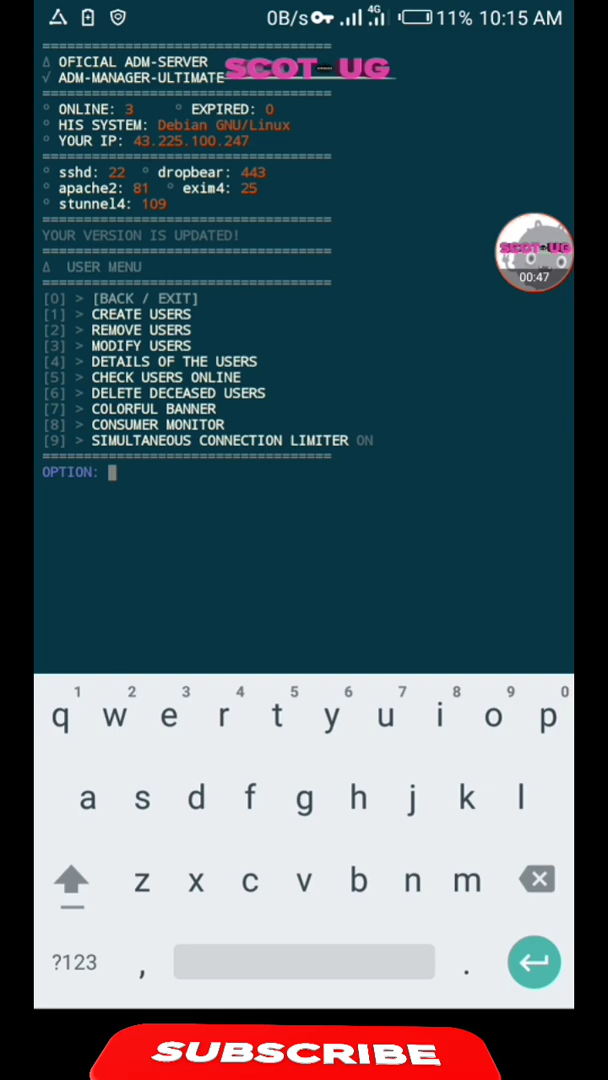 0B/s 4G 11% 10:15 AM
=================================
Δ OFICIAL ADM-SERVER
√ ADM-MANAGER-ULTIMATE
SCOT-UG
=================================
° ONLINE: 3 ° EXPIRED: 0
° HIS SYSTEM: Debian GNU/Linux
° YOUR IP: 43.225.100.247
=================================
° sshd: 22 ° dropbear: 443
° apache2: 81 ° exim4: 25
° stunnel4: 109
=================================
YOUR VERSION IS UPDATED!
=================================
Δ USER MENU
=================================
[0] > [BACK / EXIT]
[1] > CREATE USERS
[2] > REMOVE USERS
[3] > MODIFY USERS
[4] > DETAILS OF THE USERS
[5] > CHECK USERS ONLINE
[6] > DELETE DECEASED USERS
[7] > COLORFUL BANNER
[8] > CONSUMER MONITOR
[9] > SIMULTANEOUS CONNECTION LIMITER ON
=================================
OPTION:
SCOT-UG
00:47
1 2 3 4 5 6 7 8 9 0
q w e r t y u i o p
a s d f g h j k l
z x c v b n m
?123 , .
SUBSCRIBE